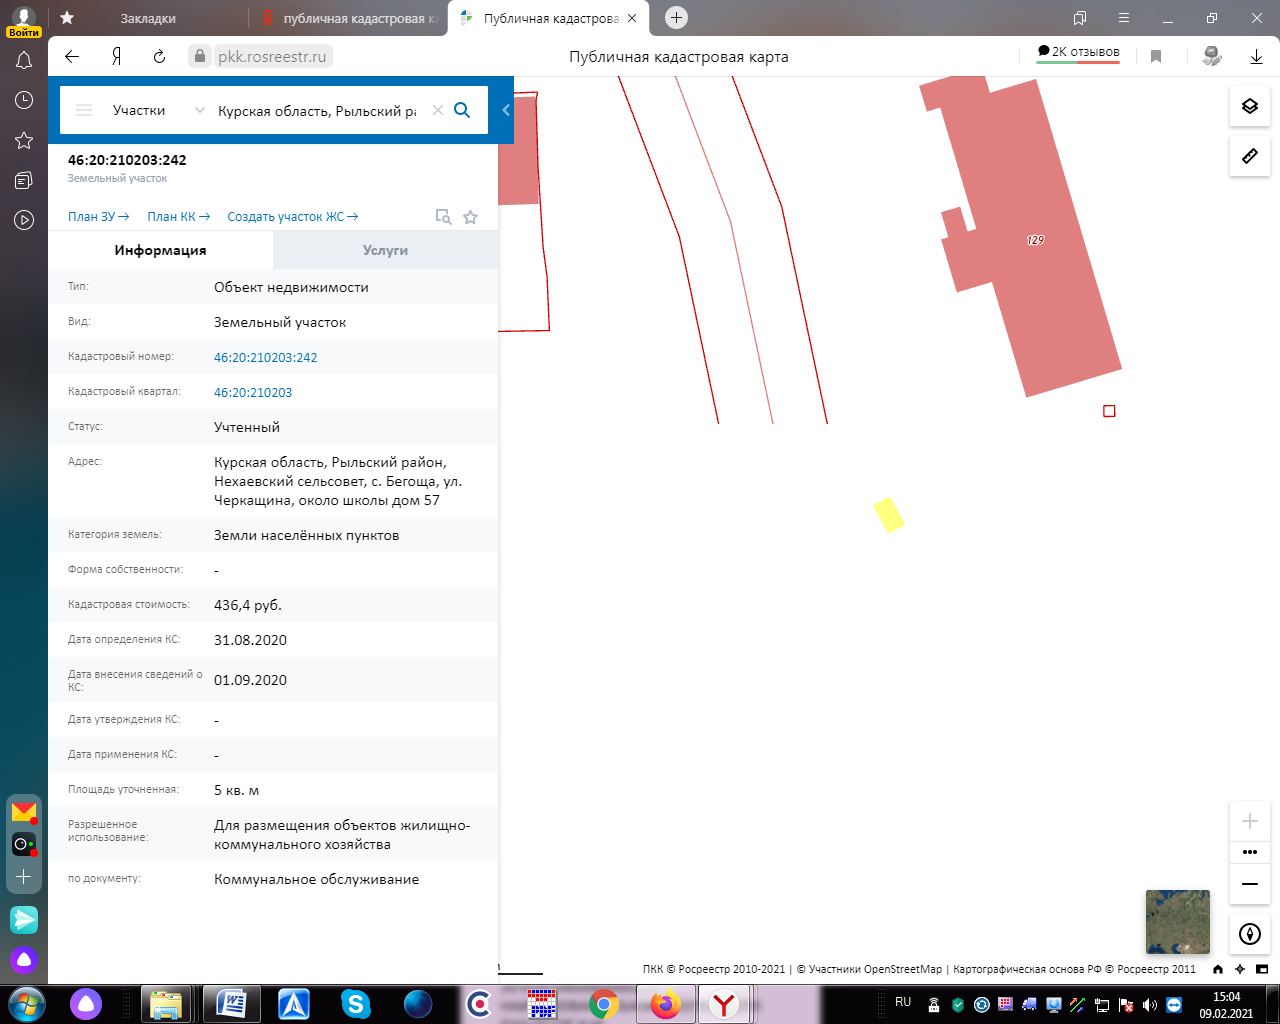 Войти
Закладки
публичная кадастровая ка
Публичная кадастрова
pkk.rosreestr.ru
Публичная кадастровая карта
2К отзывов
Участки
Курская область, Рыльский ра
46:20:210203:242
Земельный участок
План ЗУ →
План КК →
Создать участок ЖС →
Информация
Услуги
Тип:
Объект недвижимости
Вид:
Земельный участок
Кадастровый номер:
46:20:210203:242
Кадастровый квартал:
46:20:210203
Статус:
Учтенный
Адрес:
Курская область, Рыльский район,
Нехаевский сельсовет, с. Бегоща, ул.
Черкащина, около школы дом 57
Категория земель:
Земли населённых пунктов
Форма собственности:
-
Кадастровая стоимость:
436,4 руб.
Дата определения КС:
31.08.2020
Дата внесения сведений о
КС:
01.09.2020
Дата утверждения КС:
-
Дата применения КС:
-
Площадь уточненная:
5 кв. м
Разрешенное
использование:
Для размещения объектов жилищно-
коммунального хозяйства
по документу:
Коммунальное обслуживание
129
ПКК © Росреестр 2010-2021 | © Участники OpenStreetMap | Картографическая основа РФ © Росреестр 2011
RU
15:04
09.02.2021